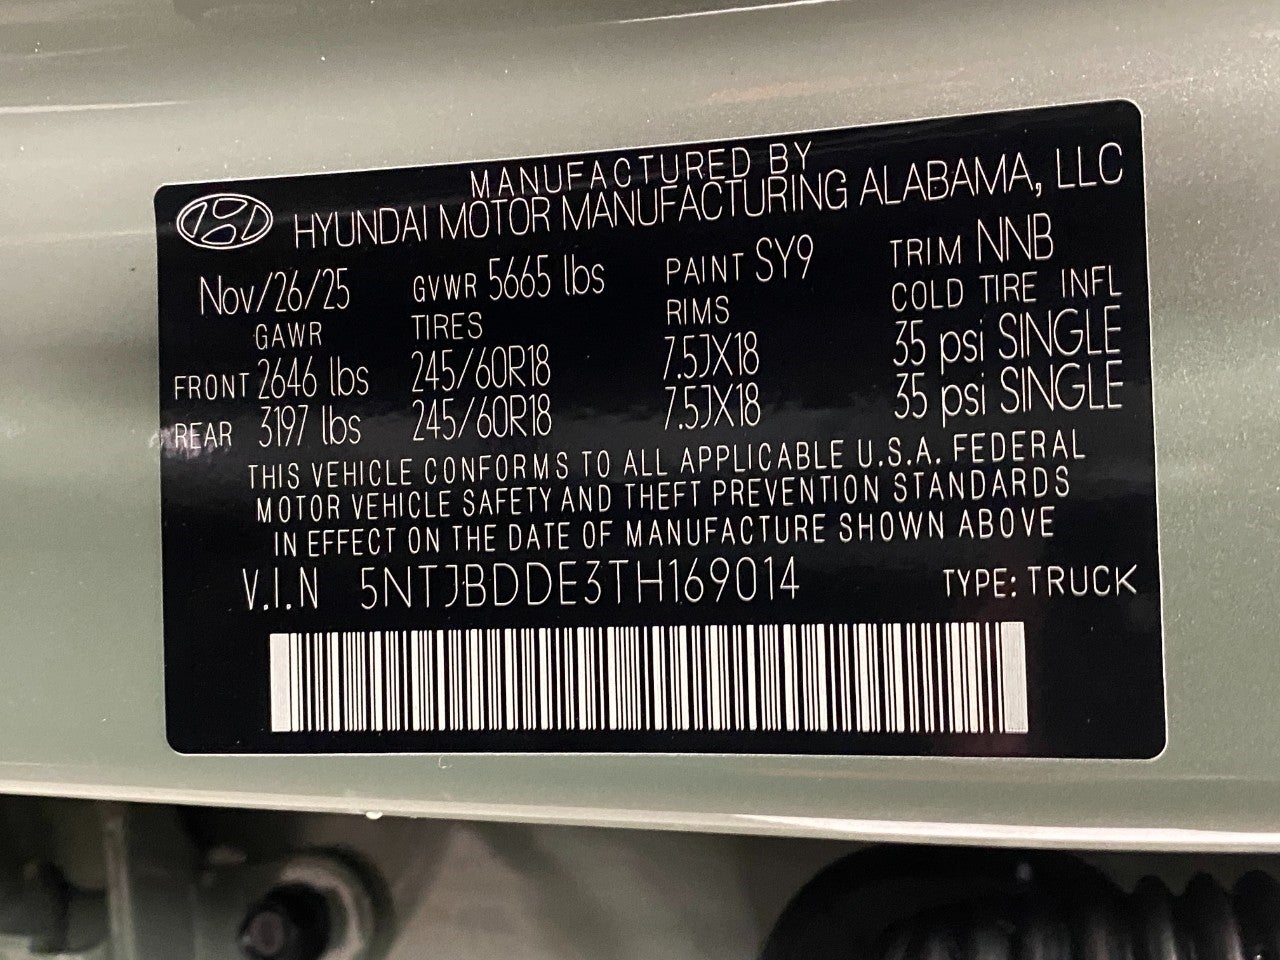 MANUFACTURED BY
HYUNDAI MOTOR MANUFACTURING ALABAMA, LLC
Nov/26/25 GVWR 5665 lbs PAINT SY9 TRIM NNB
GAWR TIRES RIMS COLD TIRE INFL
FRONT 2646 lbs 245/60R18 7.5JX18 35 psi SINGLE
REAR 3197 lbs 245/60R18 7.5JX18 35 psi SINGLE
THIS VEHICLE CONFORMS TO ALL APPLICABLE U.S.A. FEDERAL
MOTOR VEHICLE SAFETY AND THEFT PREVENTION STANDARDS
IN EFFECT ON THE DATE OF MANUFACTURE SHOWN ABOVE
V.I.N 5NTJBDDE3TH169014 TYPE: TRUCK